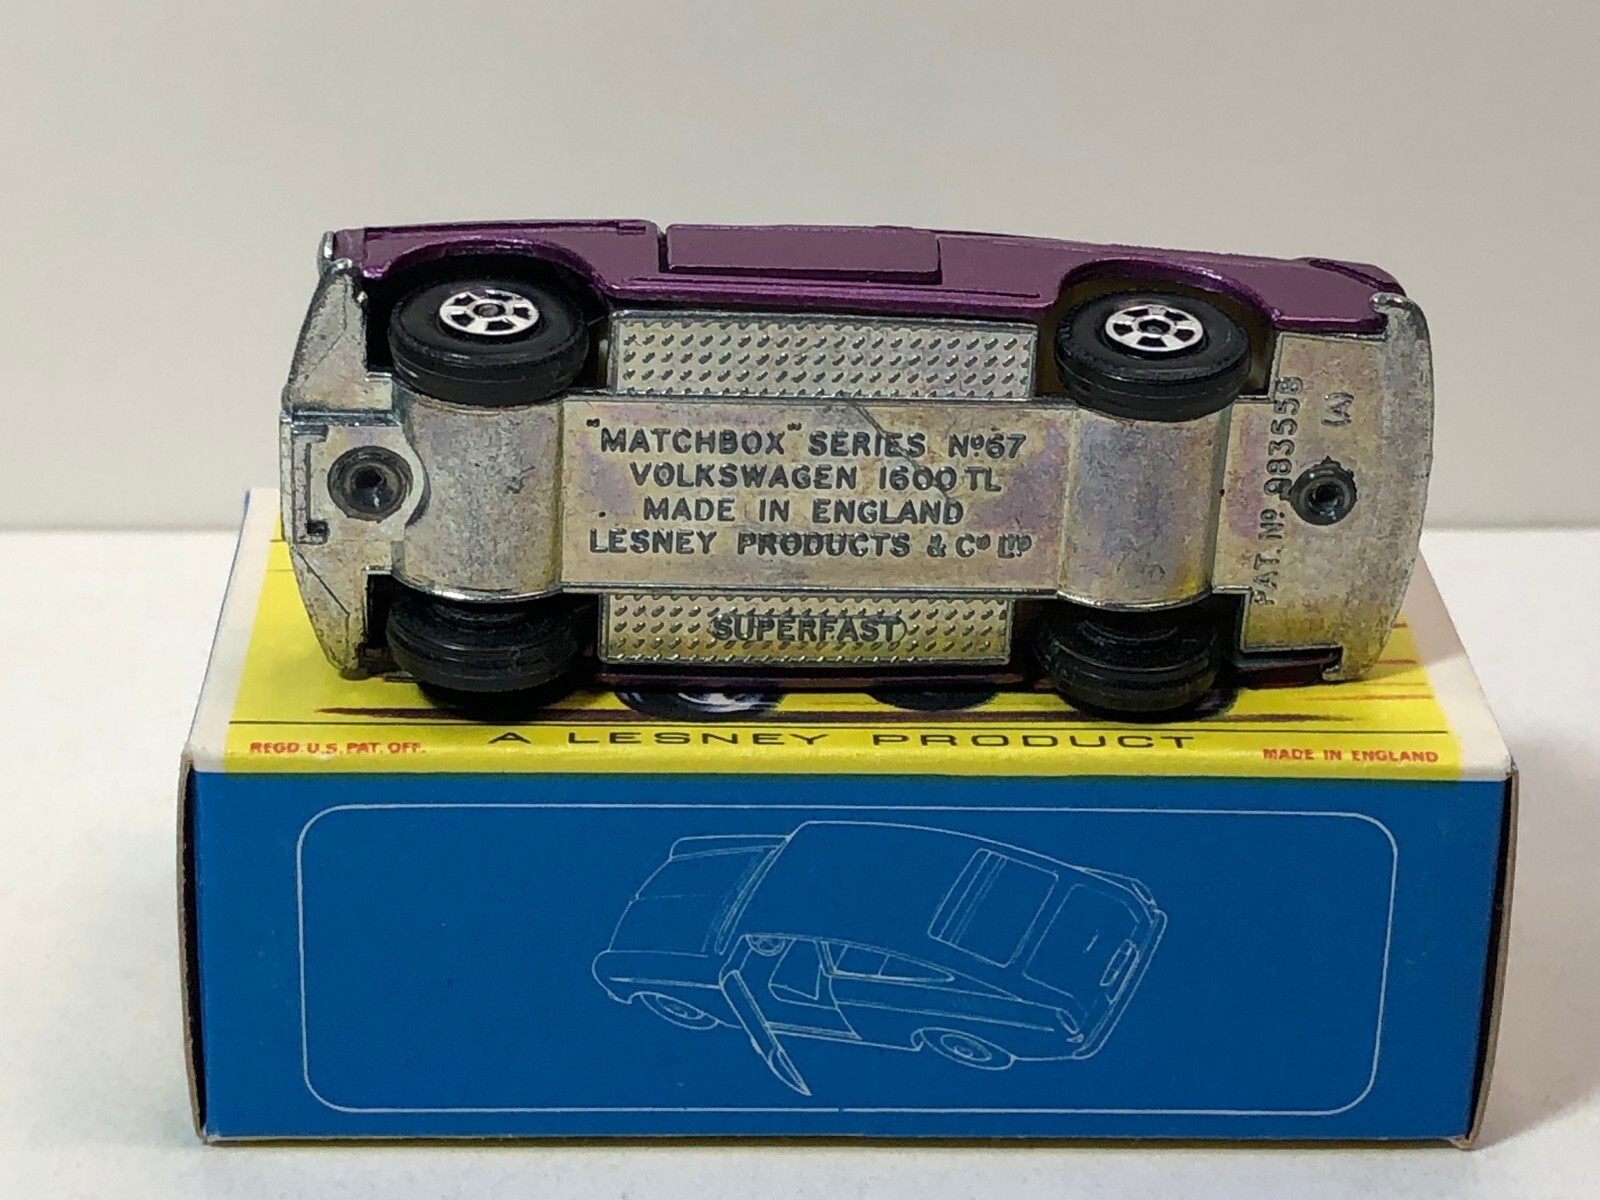 "MATCHBOX" SERIES Nº67
VOLKSWAGEN 1600 TL
MADE IN ENGLAND
LESNEY PRODUCTS & Cº Lᵀᴰ
SUPERFAST
PAT. Nº 983558
(A)
REGD. U.S. PAT. OFF.
A LESNEY PRODUCT
MADE IN ENGLAND